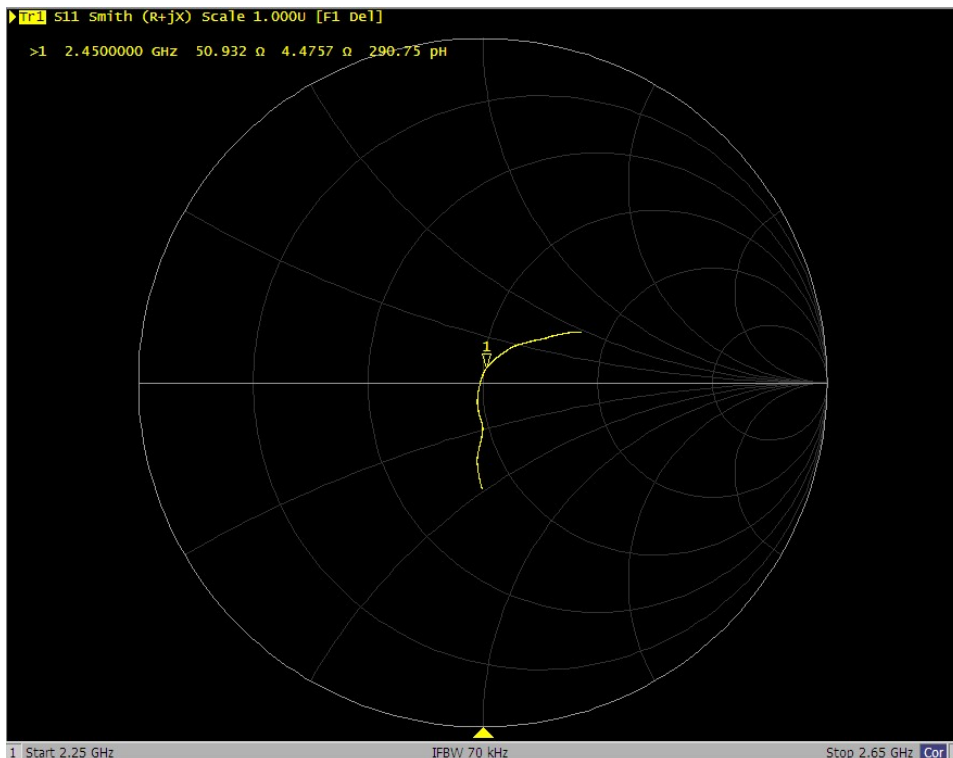 Tr1 S11 Smith (R+jX) Scale 1.000U [F1 Del]
>1 2.4500000 GHz 50.932 Ω 4.4757 Ω 290.75 pH
1
1 Start 2.25 GHz IFBW 70 kHz Stop 2.65 GHz Cor